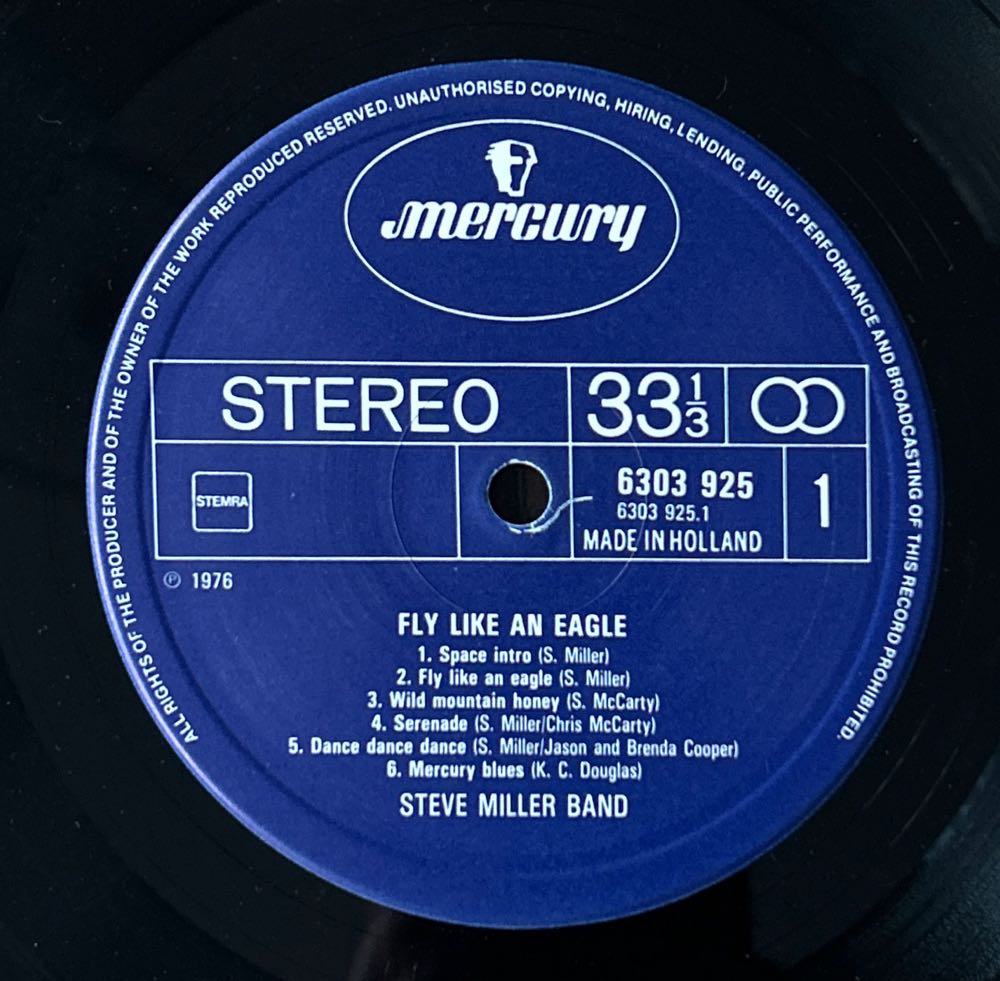 ALL RIGHTS OF THE PRODUCER AND OF THE OWNER OF THE WORK REPRODUCED RESERVED. UNAUTHORISED COPYING, HIRING, LENDING, PUBLIC PERFORMANCE AND BROADCASTING OF THIS RECORD PROHIBITED.
mercury
STEREO 33 1/3
STEMRA
6303 925 1
6303 925.1
MADE IN HOLLAND
℗ 1976
FLY LIKE AN EAGLE
1. Space intro (S. Miller)
2. Fly like an eagle (S. Miller)
3. Wild mountain honey (S. McCarty)
4. Serenade (S. Miller/Chris McCarty)
5. Dance dance dance (S. Miller/Jason and Brenda Cooper)
6. Mercury blues (K. C. Douglas)
STEVE MILLER BAND